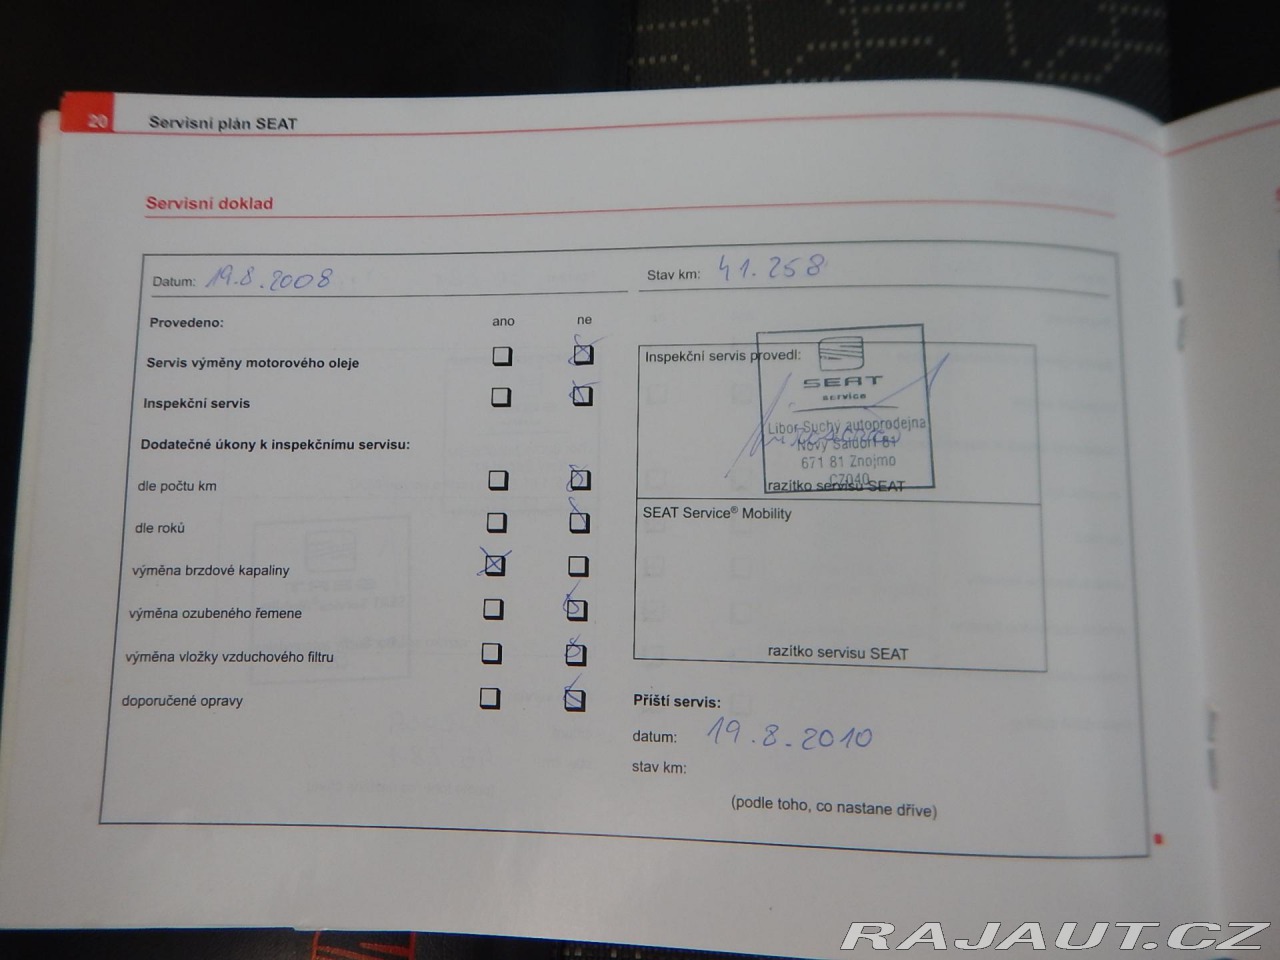 20 Servisní plán SEAT
Servisní doklad
Datum: 19.8.2008
Stav km: 41.258
Provedeno: ano ne
Servis výměny motorového oleje
Inspekční servis
Dodatečné úkony k inspekčnímu servisu:
dle počtu km
dle roků
výměna brzdové kapaliny
výměna ozubeného řemene
výměna vložky vzduchového filtru
doporučené opravy
Inspekční servis provedl:
SEAT
service
Libor Suchý autoprodejna
Nový Šaldorf 81
671 81 Znojmo
CZ040
razítko servisu SEAT
SEAT Service® Mobility
razítko servisu SEAT
Příští servis:
datum: 19.8.2010
stav km:
(podle toho, co nastane dříve)
RAJAUT.CZ